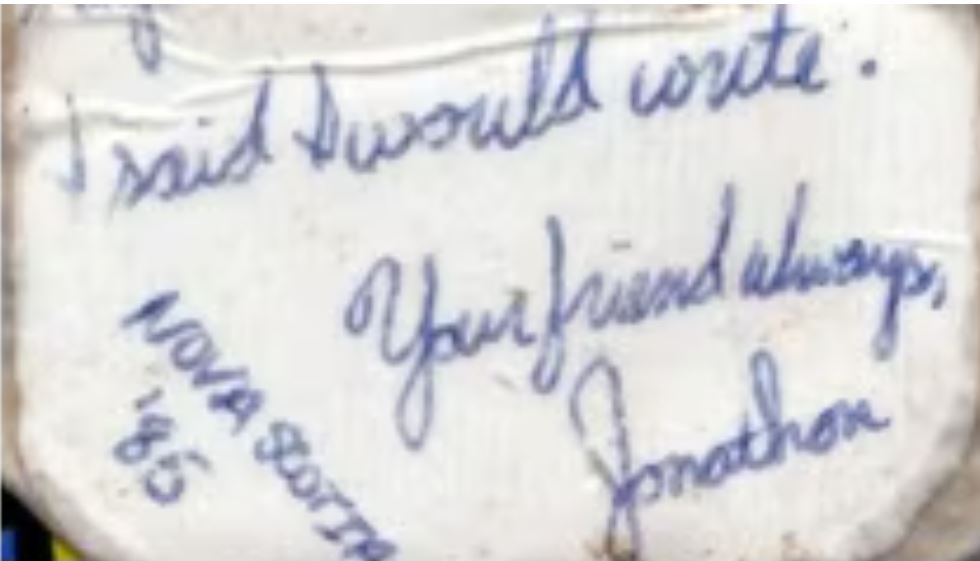 I said I would write.
Your friend always,
Jonathon
NOVA SCOTIA
'85